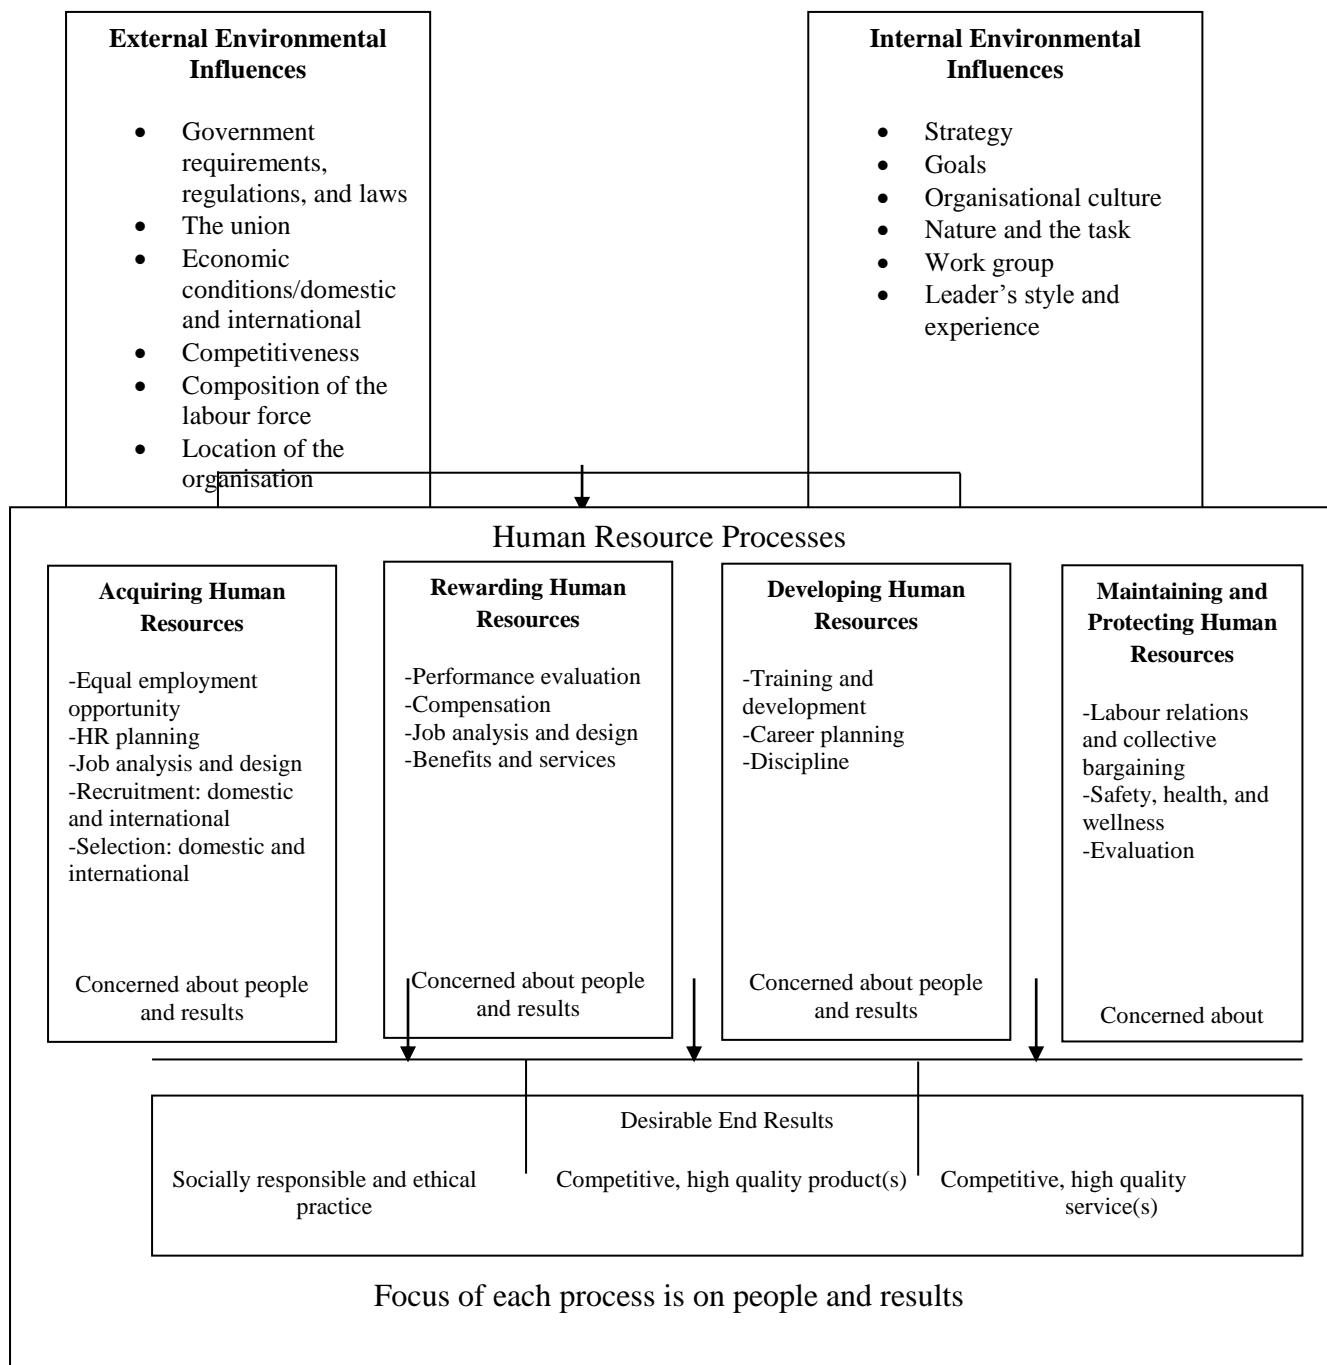 External Environmental
Influences
• Government
requirements,
regulations, and laws
• The union
• Economic
conditions/domestic
and international
• Competitiveness
• Composition of the
labour force
• Location of the
organisation
Internal Environmental
Influences
• Strategy
• Goals
• Organisational culture
• Nature and the task
• Work group
• Leader’s style and
experience
Human Resource Processes
Acquiring Human
Resources
-Equal employment
opportunity
-HR planning
-Job analysis and design
-Recruitment: domestic
and international
-Selection: domestic and
international
Concerned about people
and results
Rewarding Human
Resources
-Performance evaluation
-Compensation
-Job analysis and design
-Benefits and services
Concerned about people
and results
Developing Human
Resources
-Training and
development
-Career planning
-Discipline
Concerned about people
and results
Maintaining and
Protecting Human
Resources
-Labour relations
and collective
bargaining
-Safety, health, and
wellness
-Evaluation
Concerned about
Desirable End Results
Socially responsible and ethical
practice
Competitive, high quality product(s)
Competitive, high quality
service(s)
Focus of each process is on people and results